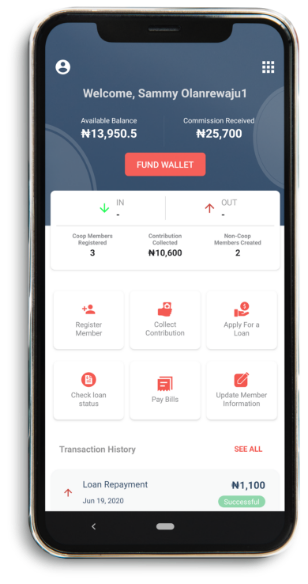 Welcome, Sammy Olanrewaju1
Available Balance
₦13,950.5
Commission Received
₦25,700
FUND WALLET
IN
-
OUT
-
Coop Members
Registered
3
Contribution
Collected
₦10,600
Non-Coop
Members Created
2
Register
Member
Collect
Contribution
Apply For a
Loan
Check loan
status
Pay Bills
Update Member
Information
Transaction History
SEE ALL
Loan Repayment
₦1,100
Jun 19, 2020
Successful